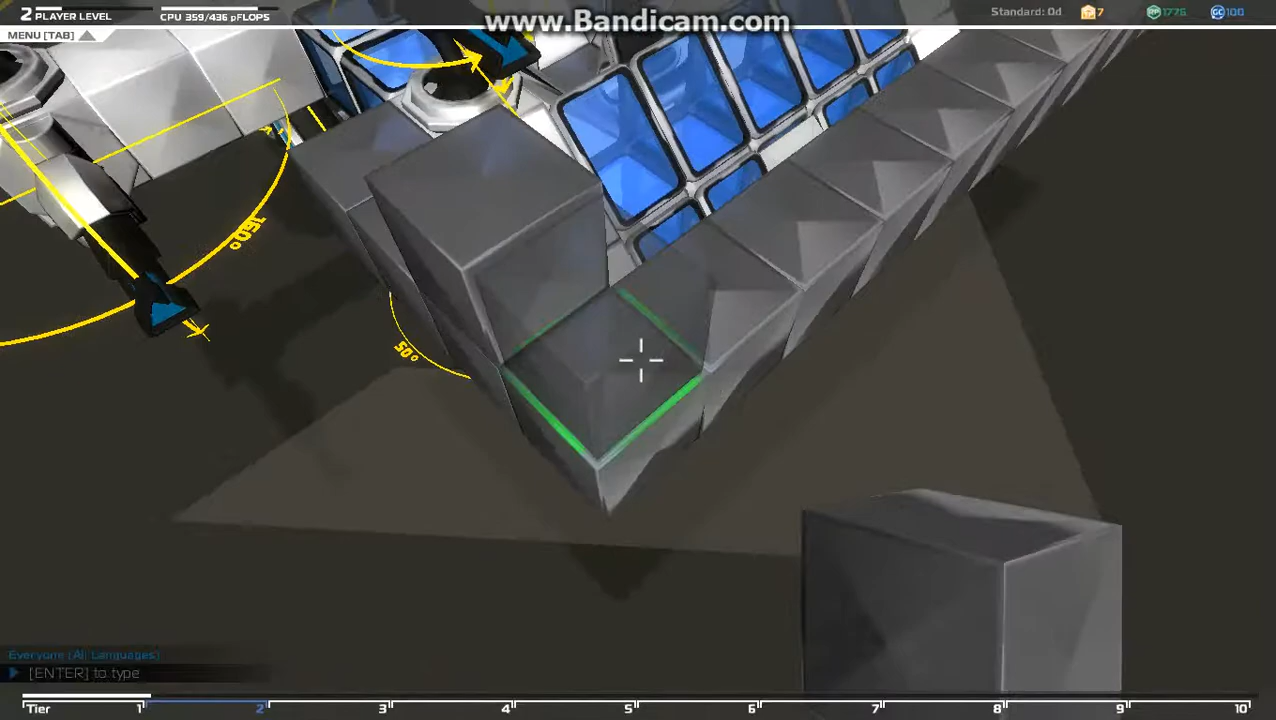 www.Bandicam.com
2 PLAYER LEVEL
CPU 359/436 pFLOPS
Standard: 0d
7
1775
100
MENU [TAB]
160°
50°
Everyone (All Languages)
[ENTER] to type
Tier 1 2 3 4 5 6 7 8 9 10